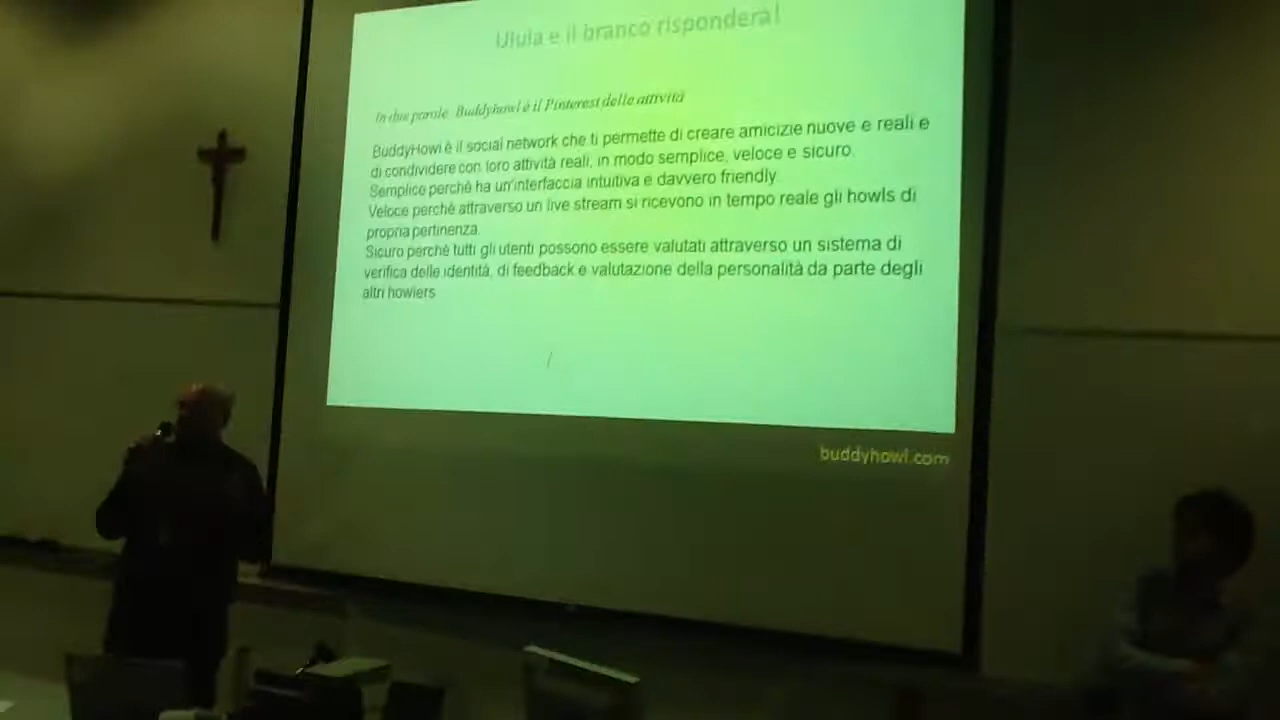 Ulula e il branco risponderà!
In due parole, Buddyhowl è il Pinterest delle attività
BuddyHowl è il social network che ti permette di creare amicizie nuove e reali e
di condividere con loro attività reali, in modo semplice, veloce e sicuro.
Semplice perchè ha un'interfaccia intuitiva e davvero friendly.
Veloce perchè attraverso un live stream si ricevono in tempo reale gli howls di
propria pertinenza.
Sicuro perchè tutti gli utenti possono essere valutati attraverso un sistema di
verifica delle identità, di feedback e valutazione della personalità da parte degli
altri howlers
buddyhowl.com